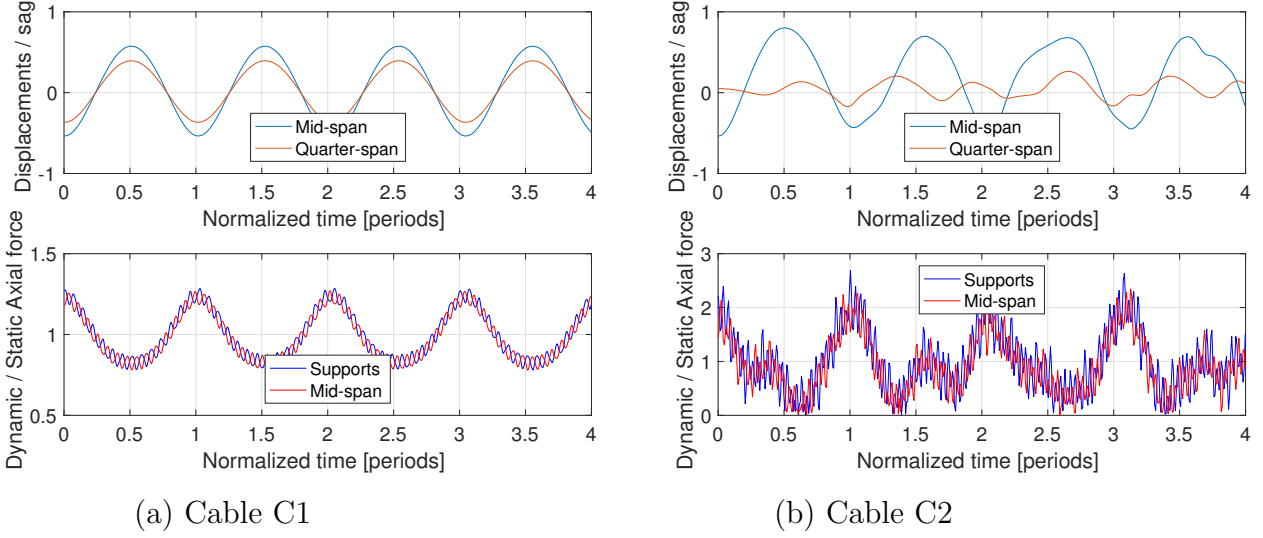 Displacements / sag
1
0
-1
Mid-span
Quarter-span
0 0.5 1 1.5 2 2.5 3 3.5 4
Normalized time [periods]
Dynamic / Static Axial force
1.5
1
0.5
Supports
Mid-span
0 0.5 1 1.5 2 2.5 3 3.5 4
Normalized time [periods]
(a) Cable C1
Displacements / sag
1
0
-1
Mid-span
Quarter-span
0 0.5 1 1.5 2 2.5 3 3.5 4
Normalized time [periods]
Dynamic / Static Axial force
3
2
1
0
Supports
Mid-span
0 0.5 1 1.5 2 2.5 3 3.5 4
Normalized time [periods]
(b) Cable C2